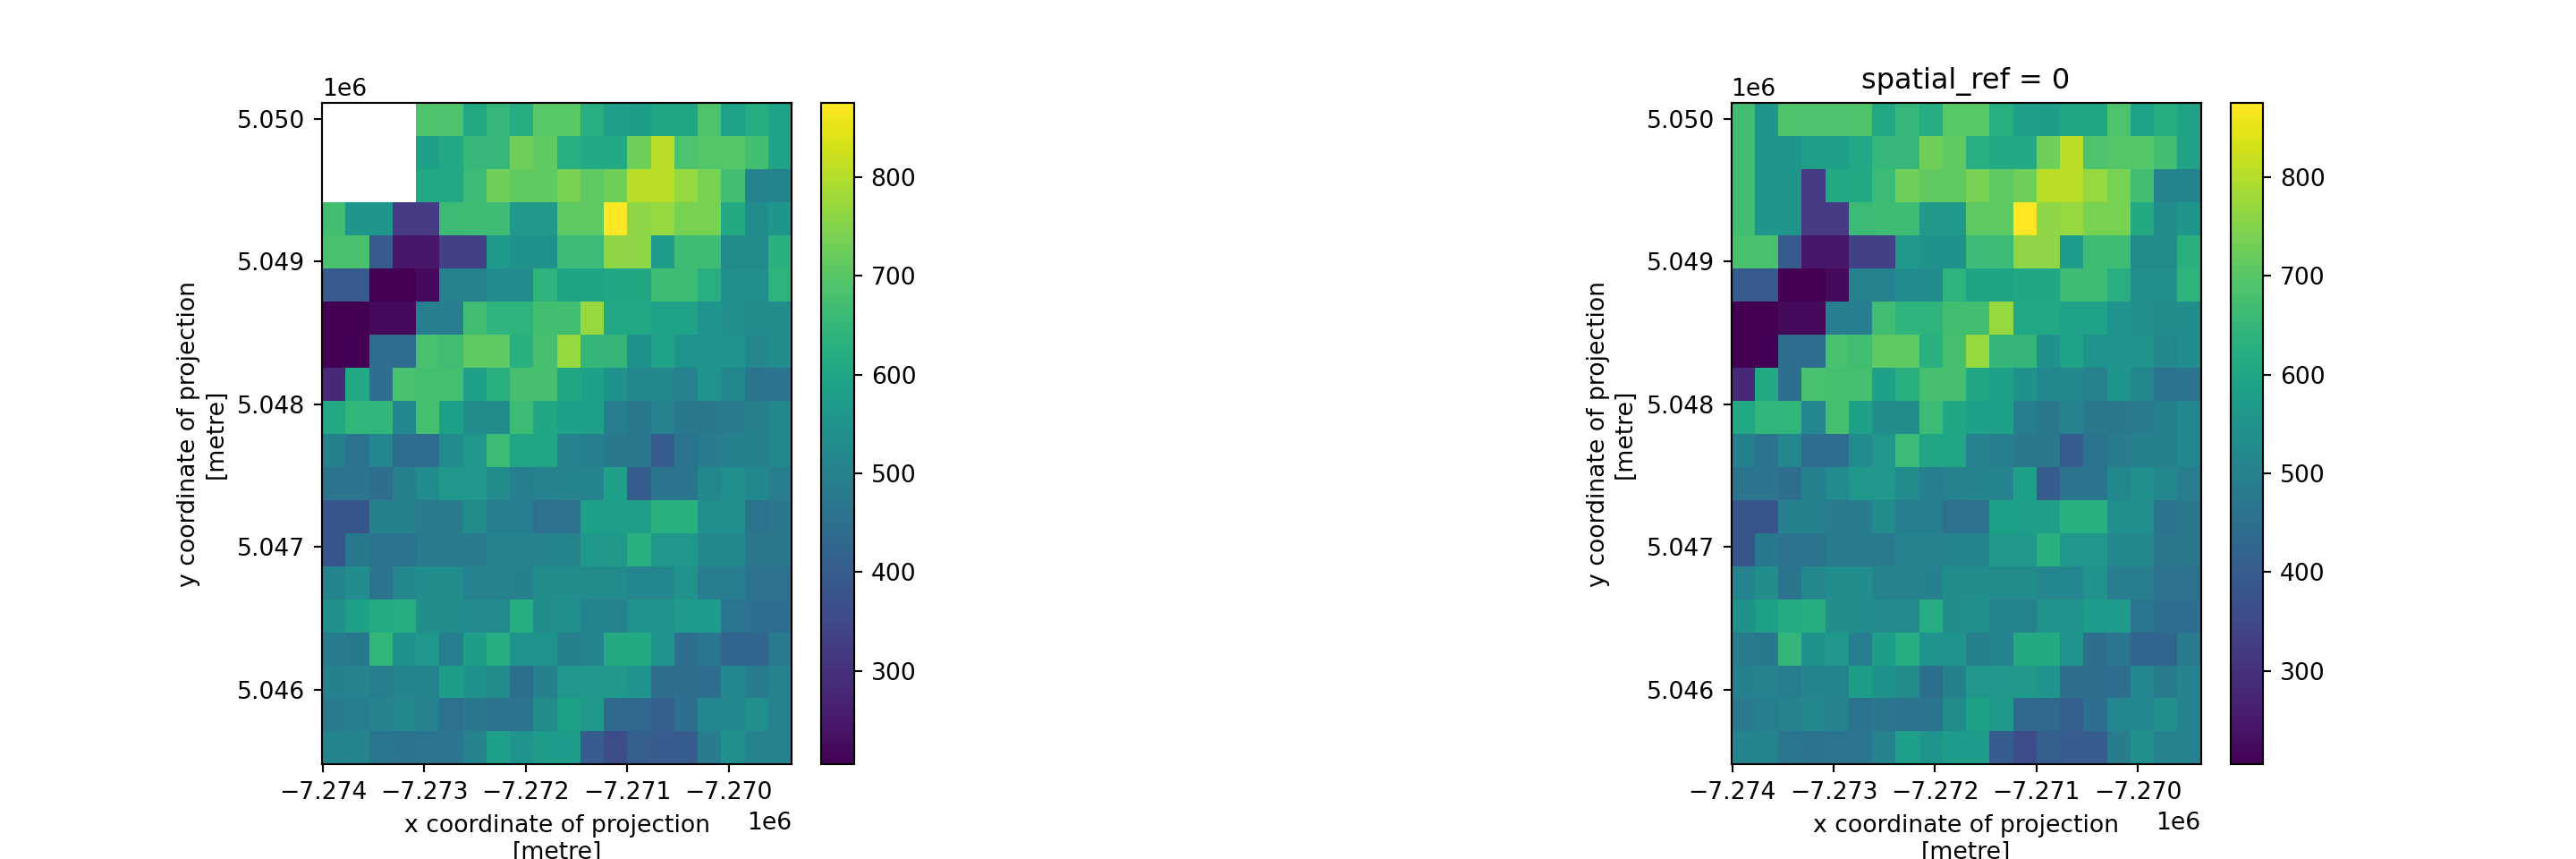 1e6
5.050
5.049
5.048
5.047
5.046
y coordinate of projection
[metre]
−7.274 −7.273 −7.272 −7.271 −7.270
x coordinate of projection
[metre]
1e6
800
700
600
500
400
300
spatial_ref = 0
1e6
5.050
5.049
5.048
5.047
5.046
y coordinate of projection
[metre]
−7.274 −7.273 −7.272 −7.271 −7.270
x coordinate of projection
[metre]
1e6
800
700
600
500
400
300